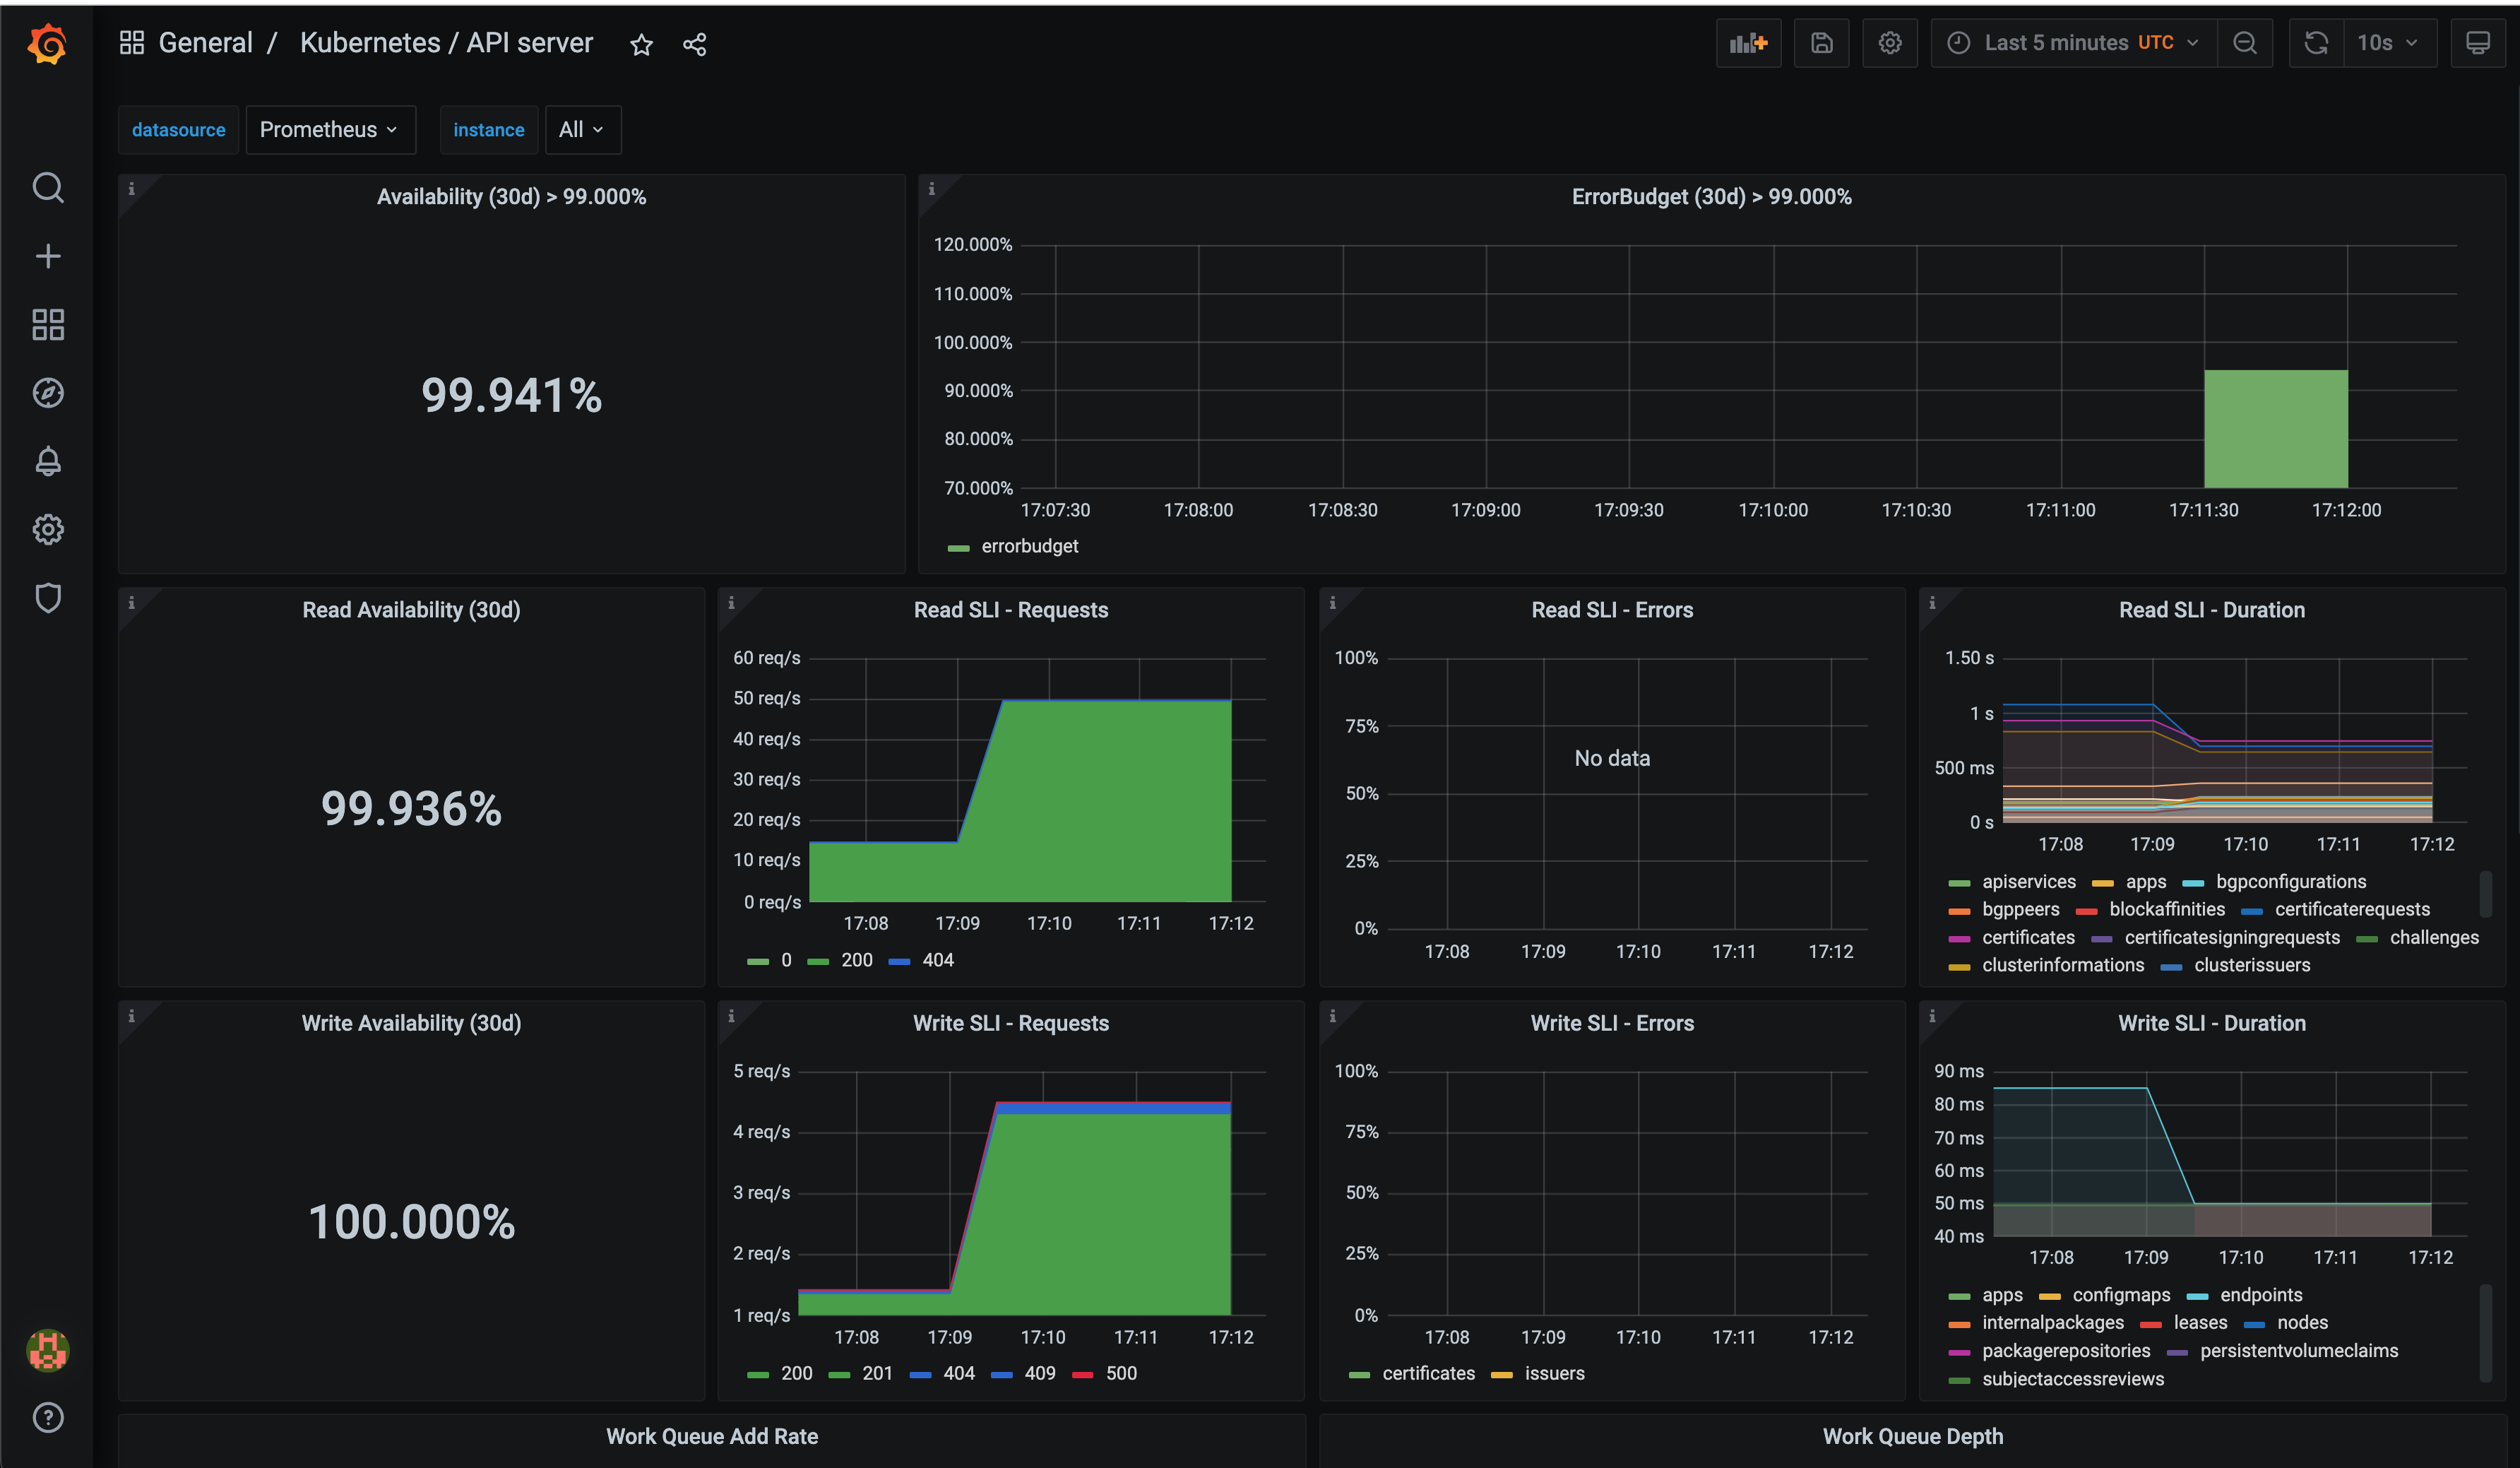 General / Kubernetes / API server
Last 5 minutes UTC
10s
datasource Prometheus instance All
Availability (30d) > 99.000%
99.941%
ErrorBudget (30d) > 99.000%
120.000%
110.000%
100.000%
90.000%
80.000%
70.000%
17:07:30 17:08:00 17:08:30 17:09:00 17:09:30 17:10:00 17:10:30 17:11:00 17:11:30 17:12:00
errorbudget
Read Availability (30d)
99.936%
Read SLI - Requests
60 req/s
50 req/s
40 req/s
30 req/s
20 req/s
10 req/s
0 req/s
17:08 17:09 17:10 17:11 17:12
0 200 404
Read SLI - Errors
100%
75%
No data
50%
25%
0%
17:08 17:09 17:10 17:11 17:12
Read SLI - Duration
1.50 s
1 s
500 ms
0 s
17:08 17:09 17:10 17:11 17:12
apiservices apps bgpconfigurations
bgppeers blockaffinities certificaterequests
certificates certificatesigningrequests challenges
clusterinformations clusterissuers
Write Availability (30d)
100.000%
Write SLI - Requests
5 req/s
4 req/s
3 req/s
2 req/s
1 req/s
17:08 17:09 17:10 17:11 17:12
200 201 404 409 500
Write SLI - Errors
100%
75%
50%
25%
0%
17:08 17:09 17:10 17:11 17:12
certificates issuers
Write SLI - Duration
90 ms
80 ms
70 ms
60 ms
50 ms
40 ms
17:08 17:09 17:10 17:11 17:12
apps configmaps endpoints
internalpackages leases nodes
packagerepositories persistentvolumeclaims
subjectaccessreviews
Work Queue Add Rate
Work Queue Depth